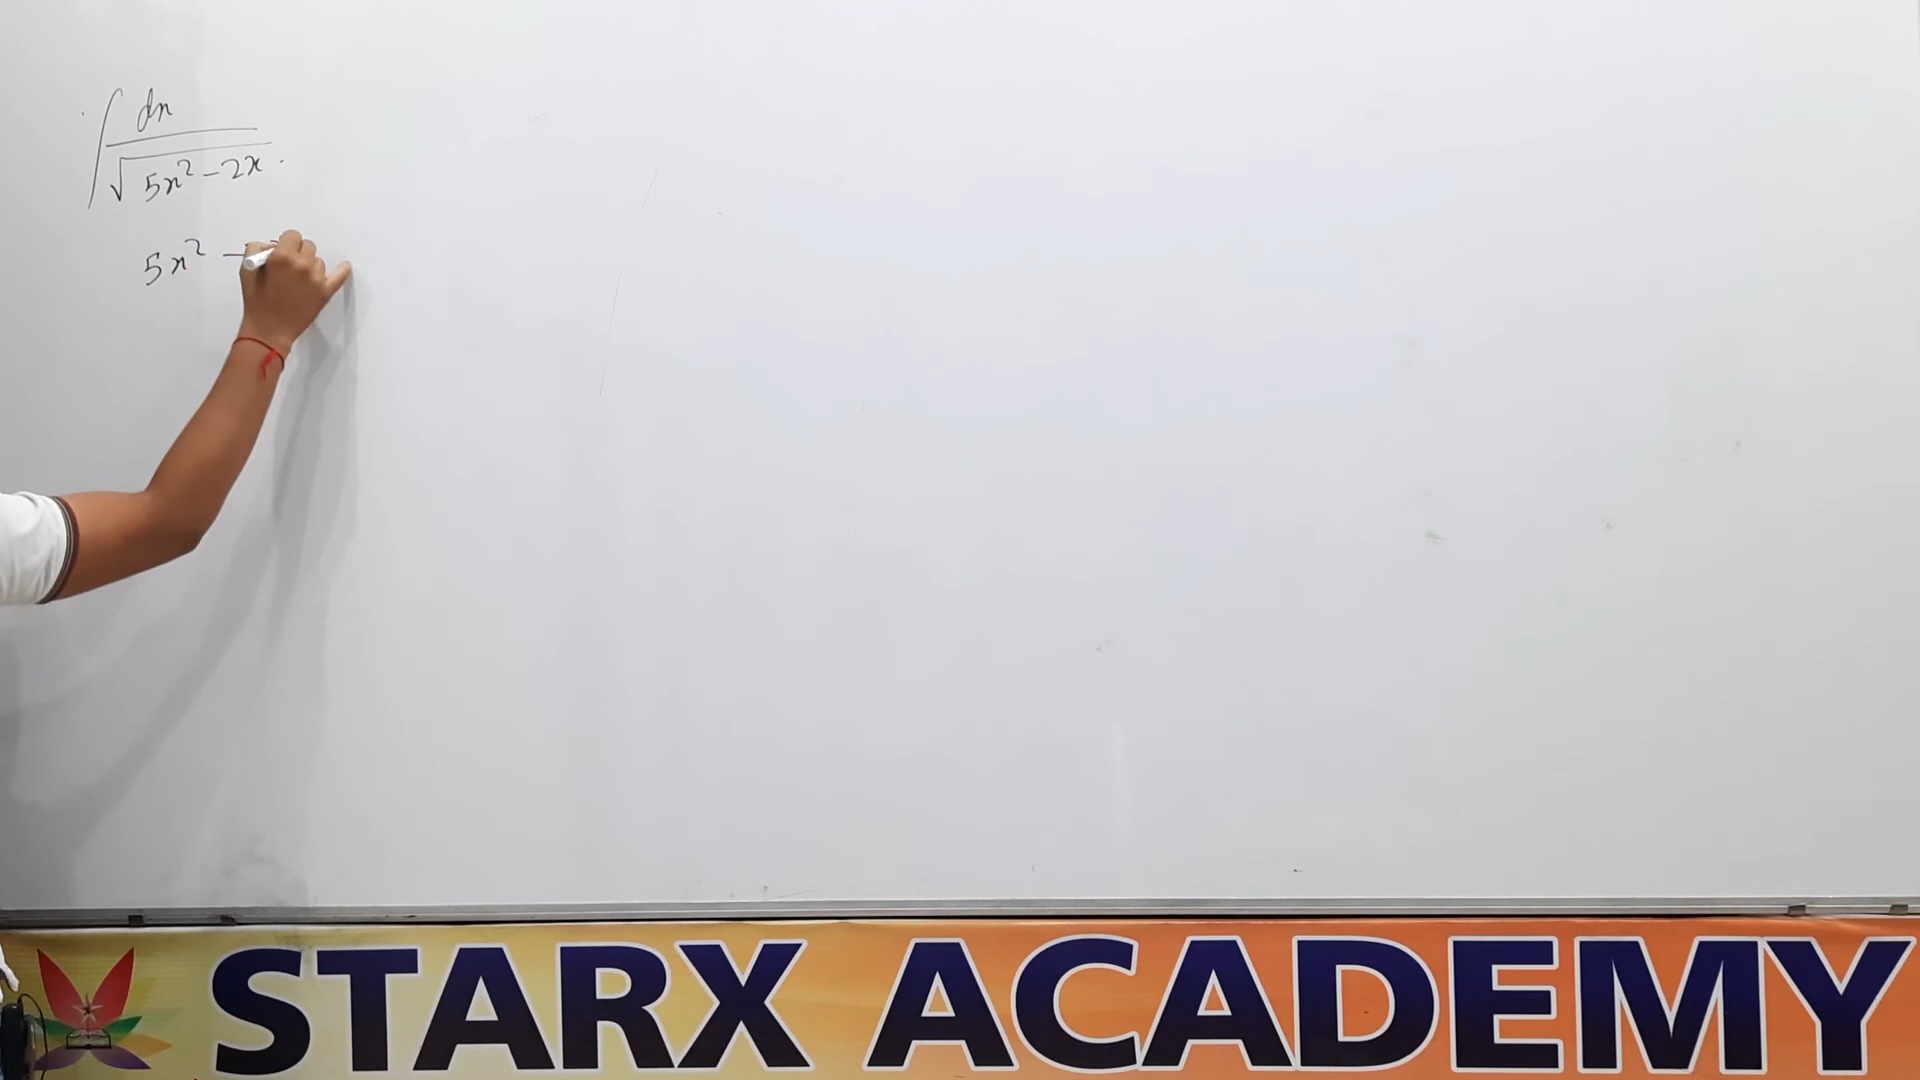 ∫ dx
√5x² - 2x.
5x² -
STARX ACADEMY